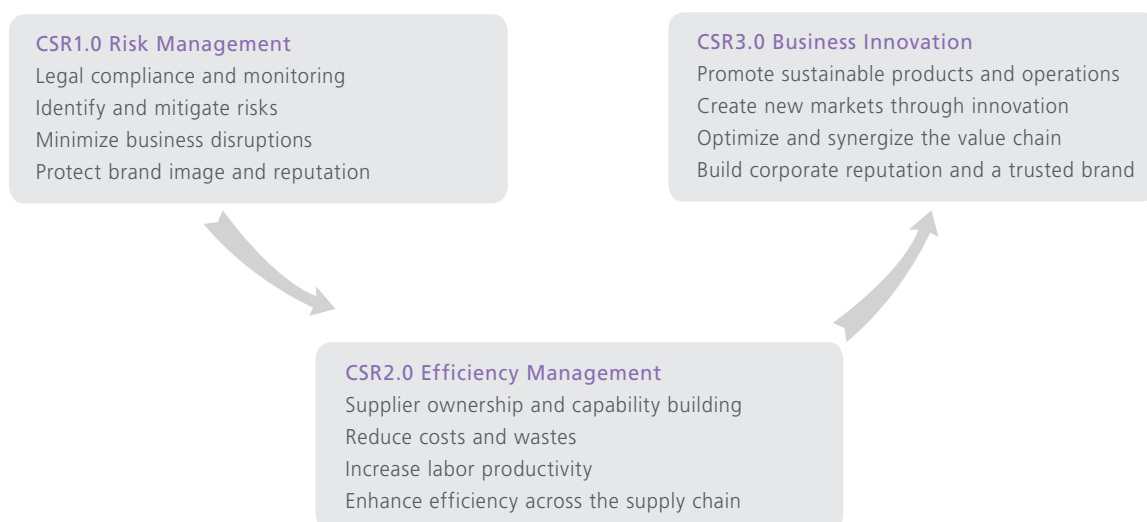 CSR1.0 Risk Management
Legal compliance and monitoring
Identify and mitigate risks
Minimize business disruptions
Protect brand image and reputation
CSR2.0 Efficiency Management
Supplier ownership and capability building
Reduce costs and wastes
Increase labor productivity
Enhance efficiency across the supply chain
CSR3.0 Business Innovation
Promote sustainable products and operations
Create new markets through innovation
Optimize and synergize the value chain
Build corporate reputation and a trusted brand